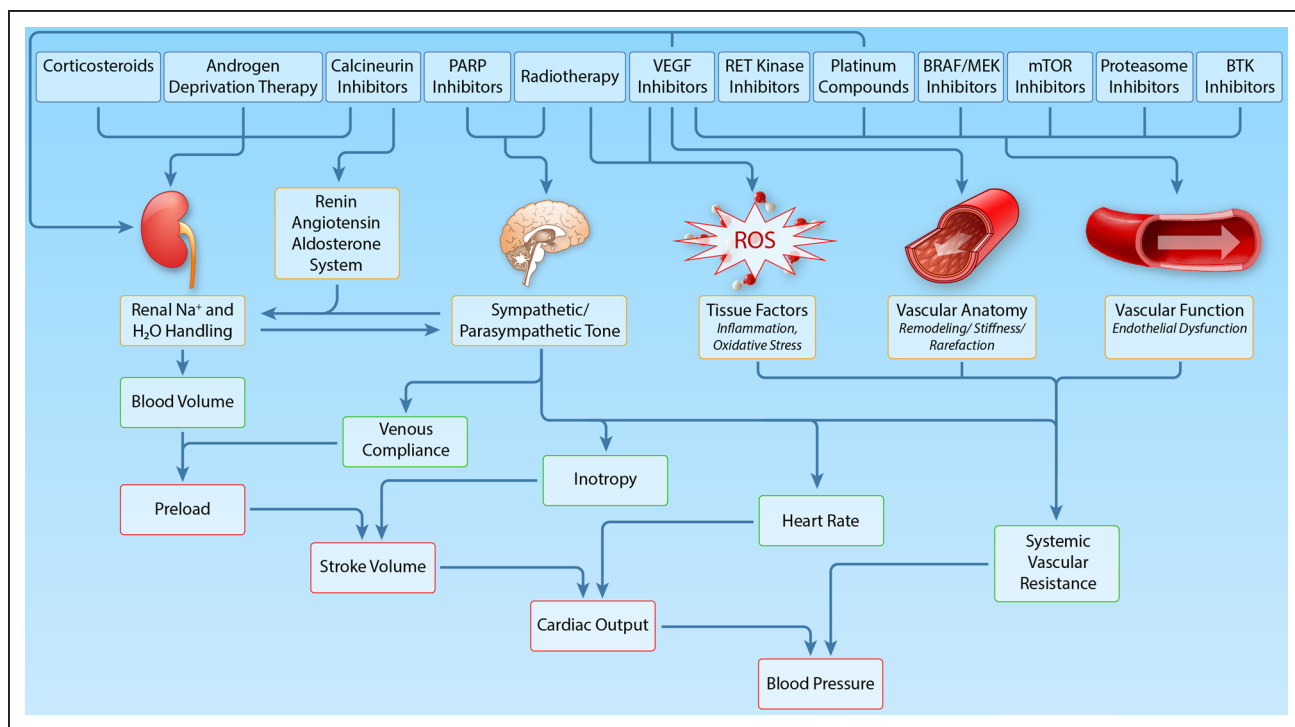 Corticosteroids
Androgen
Deprivation Therapy
Calcineurin
Inhibitors
PARP
Inhibitors
Radiotherapy
VEGF
Inhibitors
RET Kinase
Inhibitors
Platinum
Compounds
BRAF/MEK
Inhibitors
mTOR
Inhibitors
Proteasome
Inhibitors
BTK
Inhibitors
Renin
Angiotensin
Aldosterone
System
ROS
Renal Na⁺ and
H₂O Handling
Sympathetic/
Parasympathetic Tone
Tissue Factors
Inflammation,
Oxidative Stress
Vascular Anatomy
Remodeling/ Stiffness/
Rarefaction
Vascular Function
Endothelial Dysfunction
Blood Volume
Venous
Compliance
Inotropy
Preload
Heart Rate
Systemic
Vascular
Resistance
Stroke Volume
Cardiac Output
Blood Pressure